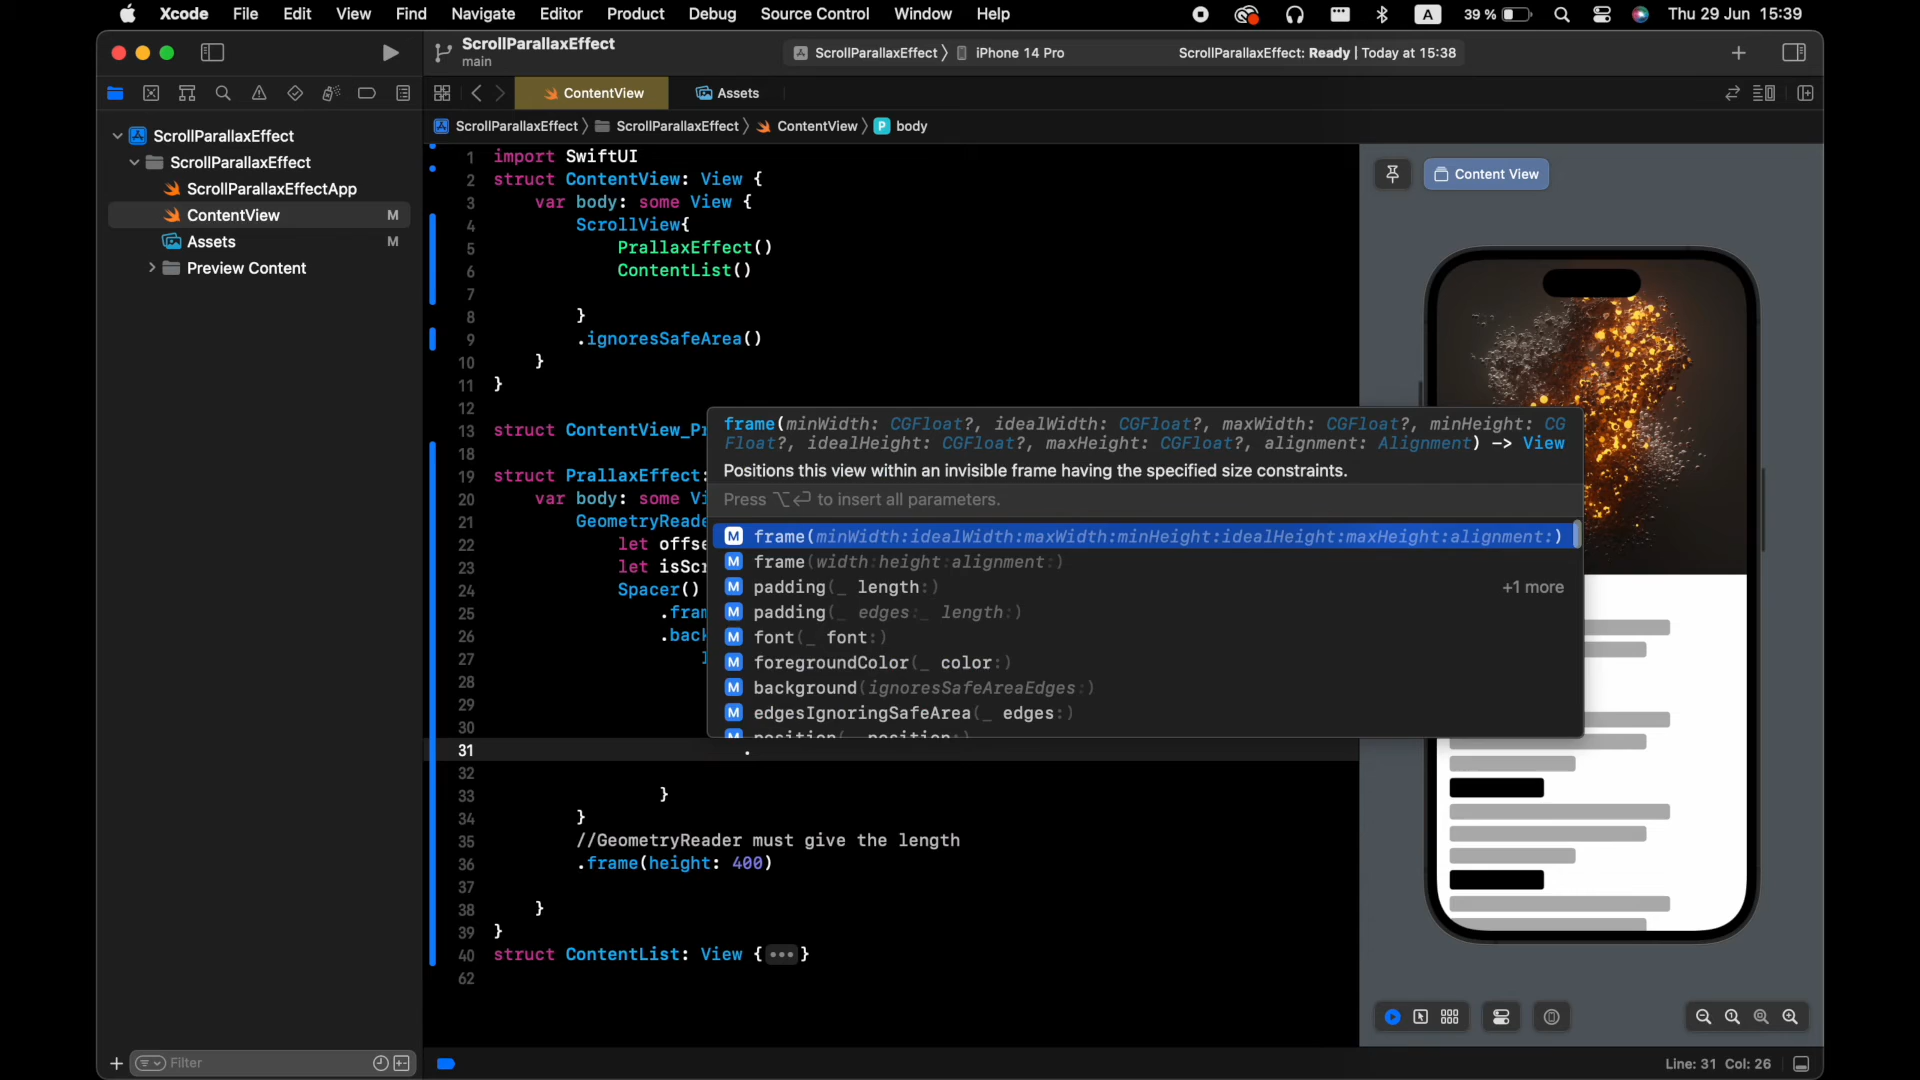 Xcode File Edit View Find Navigate Editor Product Debug Source Control Window Help A 39 % Thu 29 Jun 15:39
ScrollParallaxEffect
main
ScrollParallaxEffect 〉 iPhone 14 Pro
ScrollParallaxEffect: Ready | Today at 15:38
ContentView
Assets
ScrollParallaxEffect 〉 ScrollParallaxEffect 〉 ContentView 〉 P body
ScrollParallaxEffect
ScrollParallaxEffect
ScrollParallaxEffectApp
ContentView M
Assets M
Preview Content
Filter
1 import SwiftUI
2 struct ContentView: View {
3 var body: some View {
4 ScrollView{
5 PrallaxEffect()
6 ContentList()
7
8 }
9 .ignoresSafeArea()
10 }
11 }
12
13 struct ContentView_Pr
18
19 struct PrallaxEffect:
20 var body: some Vi
21 GeometryReade
22 let offse
23 let isScr
24 Spacer()
25 .fram
26 .back
27
28
29
30
31 .
32
33 }
34 }
35 //GeometryReader must give the length
36 .frame(height: 400)
37
38 }
39 }
40 struct ContentList: View {•••}
62
frame(minWidth: CGFloat?, idealWidth: CGFloat?, maxWidth: CGFloat?, minHeight: CG
Float?, idealHeight: CGFloat?, maxHeight: CGFloat?, alignment: Alignment) -> View
Positions this view within an invisible frame having the specified size constraints.
Press ⌥↩ to insert all parameters.
M frame(minWidth:idealWidth:maxWidth:minHeight:idealHeight:maxHeight:alignment:)
M frame(width:height:alignment:)
M padding(_ length:) +1 more
M padding(_ edges:_ length:)
M font(_ font:)
M foregroundColor(_ color:)
M background(ignoresSafeAreaEdges:)
M edgesIgnoringSafeArea(_ edges:)
M position(_ position:)
Content View
Line: 31 Col: 26